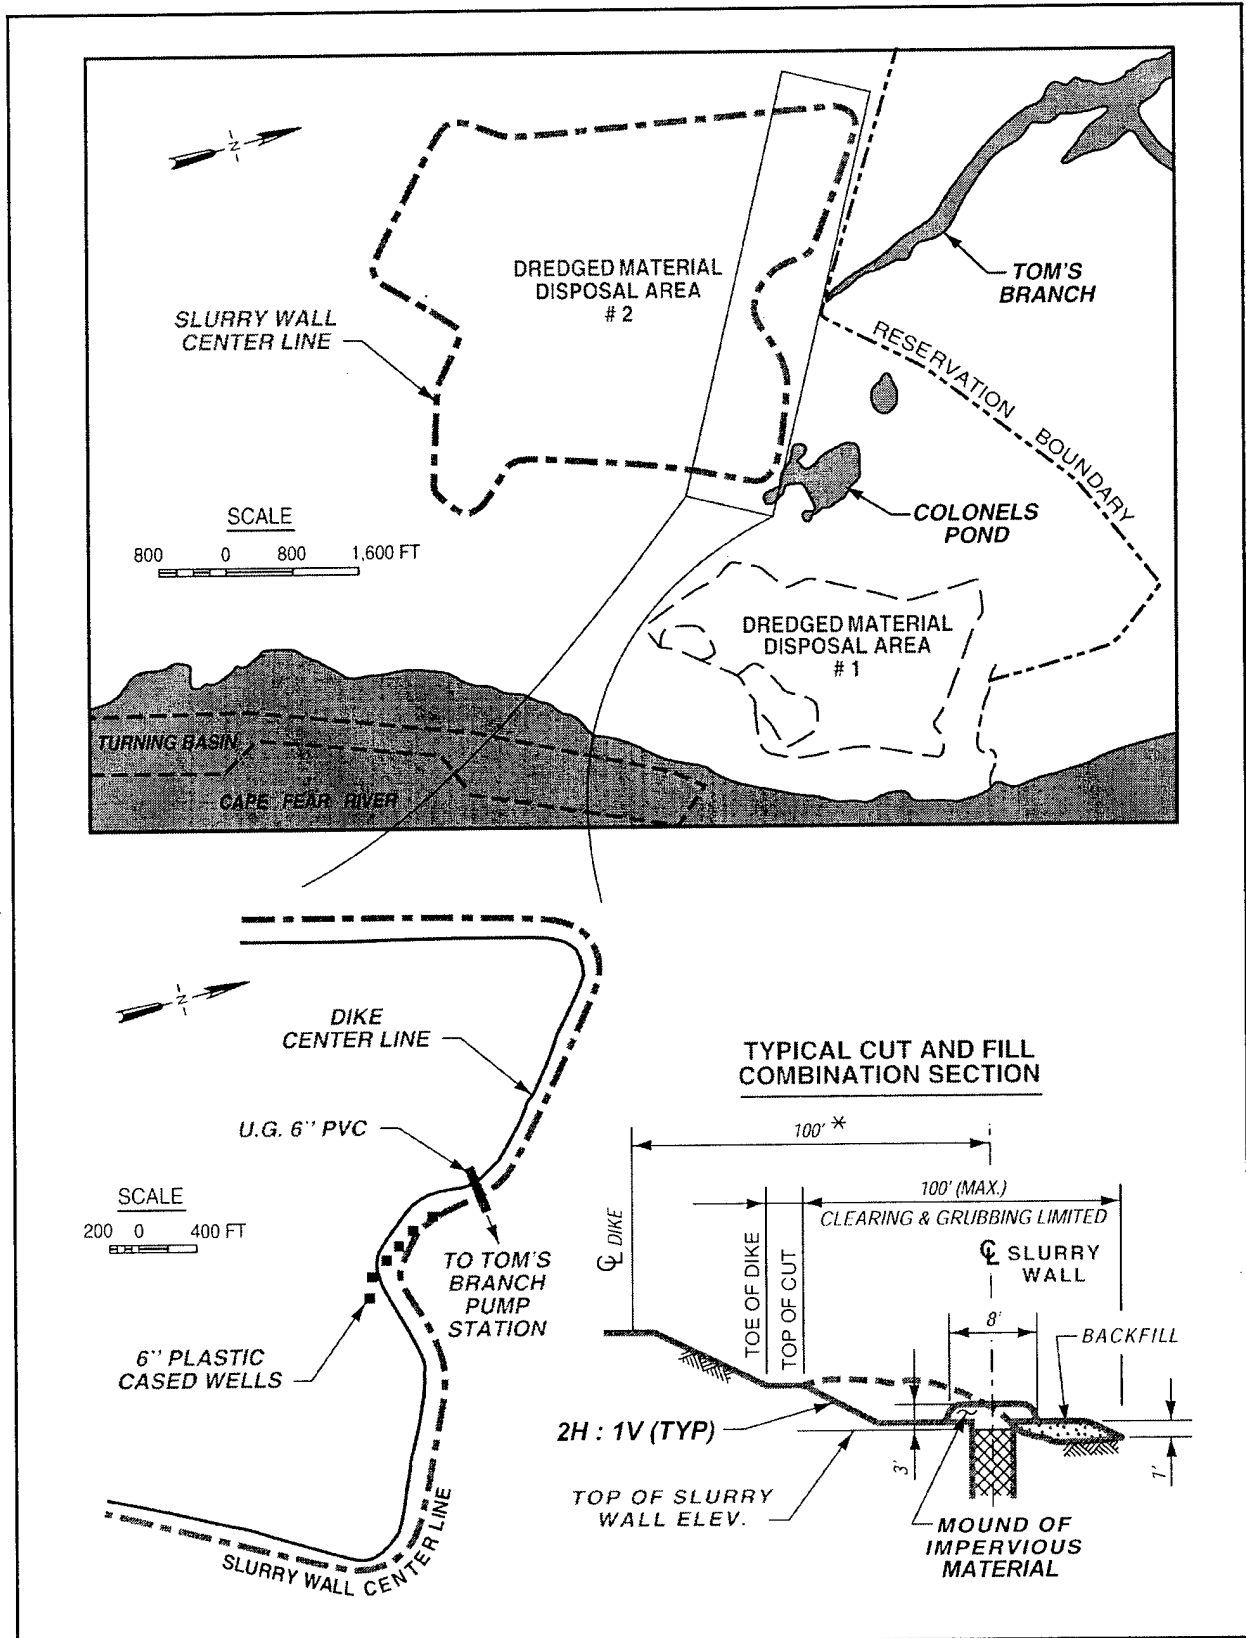 N
DREDGED MATERIAL
DISPOSAL AREA
# 2
TOM'S
BRANCH
SLURRY WALL
CENTER LINE
RESERVATION BOUNDARY
COLONELS
POND
SCALE
800 0 800 1,600 FT
DREDGED MATERIAL
DISPOSAL AREA
# 1
TURNING BASIN
CAPE FEAR RIVER
N
DIKE
CENTER LINE
U.G. 6'' PVC
SCALE
200 0 400 FT
TO TOM'S
BRANCH
PUMP
STATION
6'' PLASTIC
CASED WELLS
SLURRY WALL CENTER LINE
TYPICAL CUT AND FILL
COMBINATION SECTION
100' *
100' (MAX.)
CLEARING & GRUBBING LIMITED
℄ DIKE
TOE OF DIKE
TOP OF CUT
℄ SLURRY
WALL
8'
BACKFILL
2H : 1V (TYP)
3'
1'
TOP OF SLURRY
WALL ELEV.
MOUND OF
IMPERVIOUS
MATERIAL